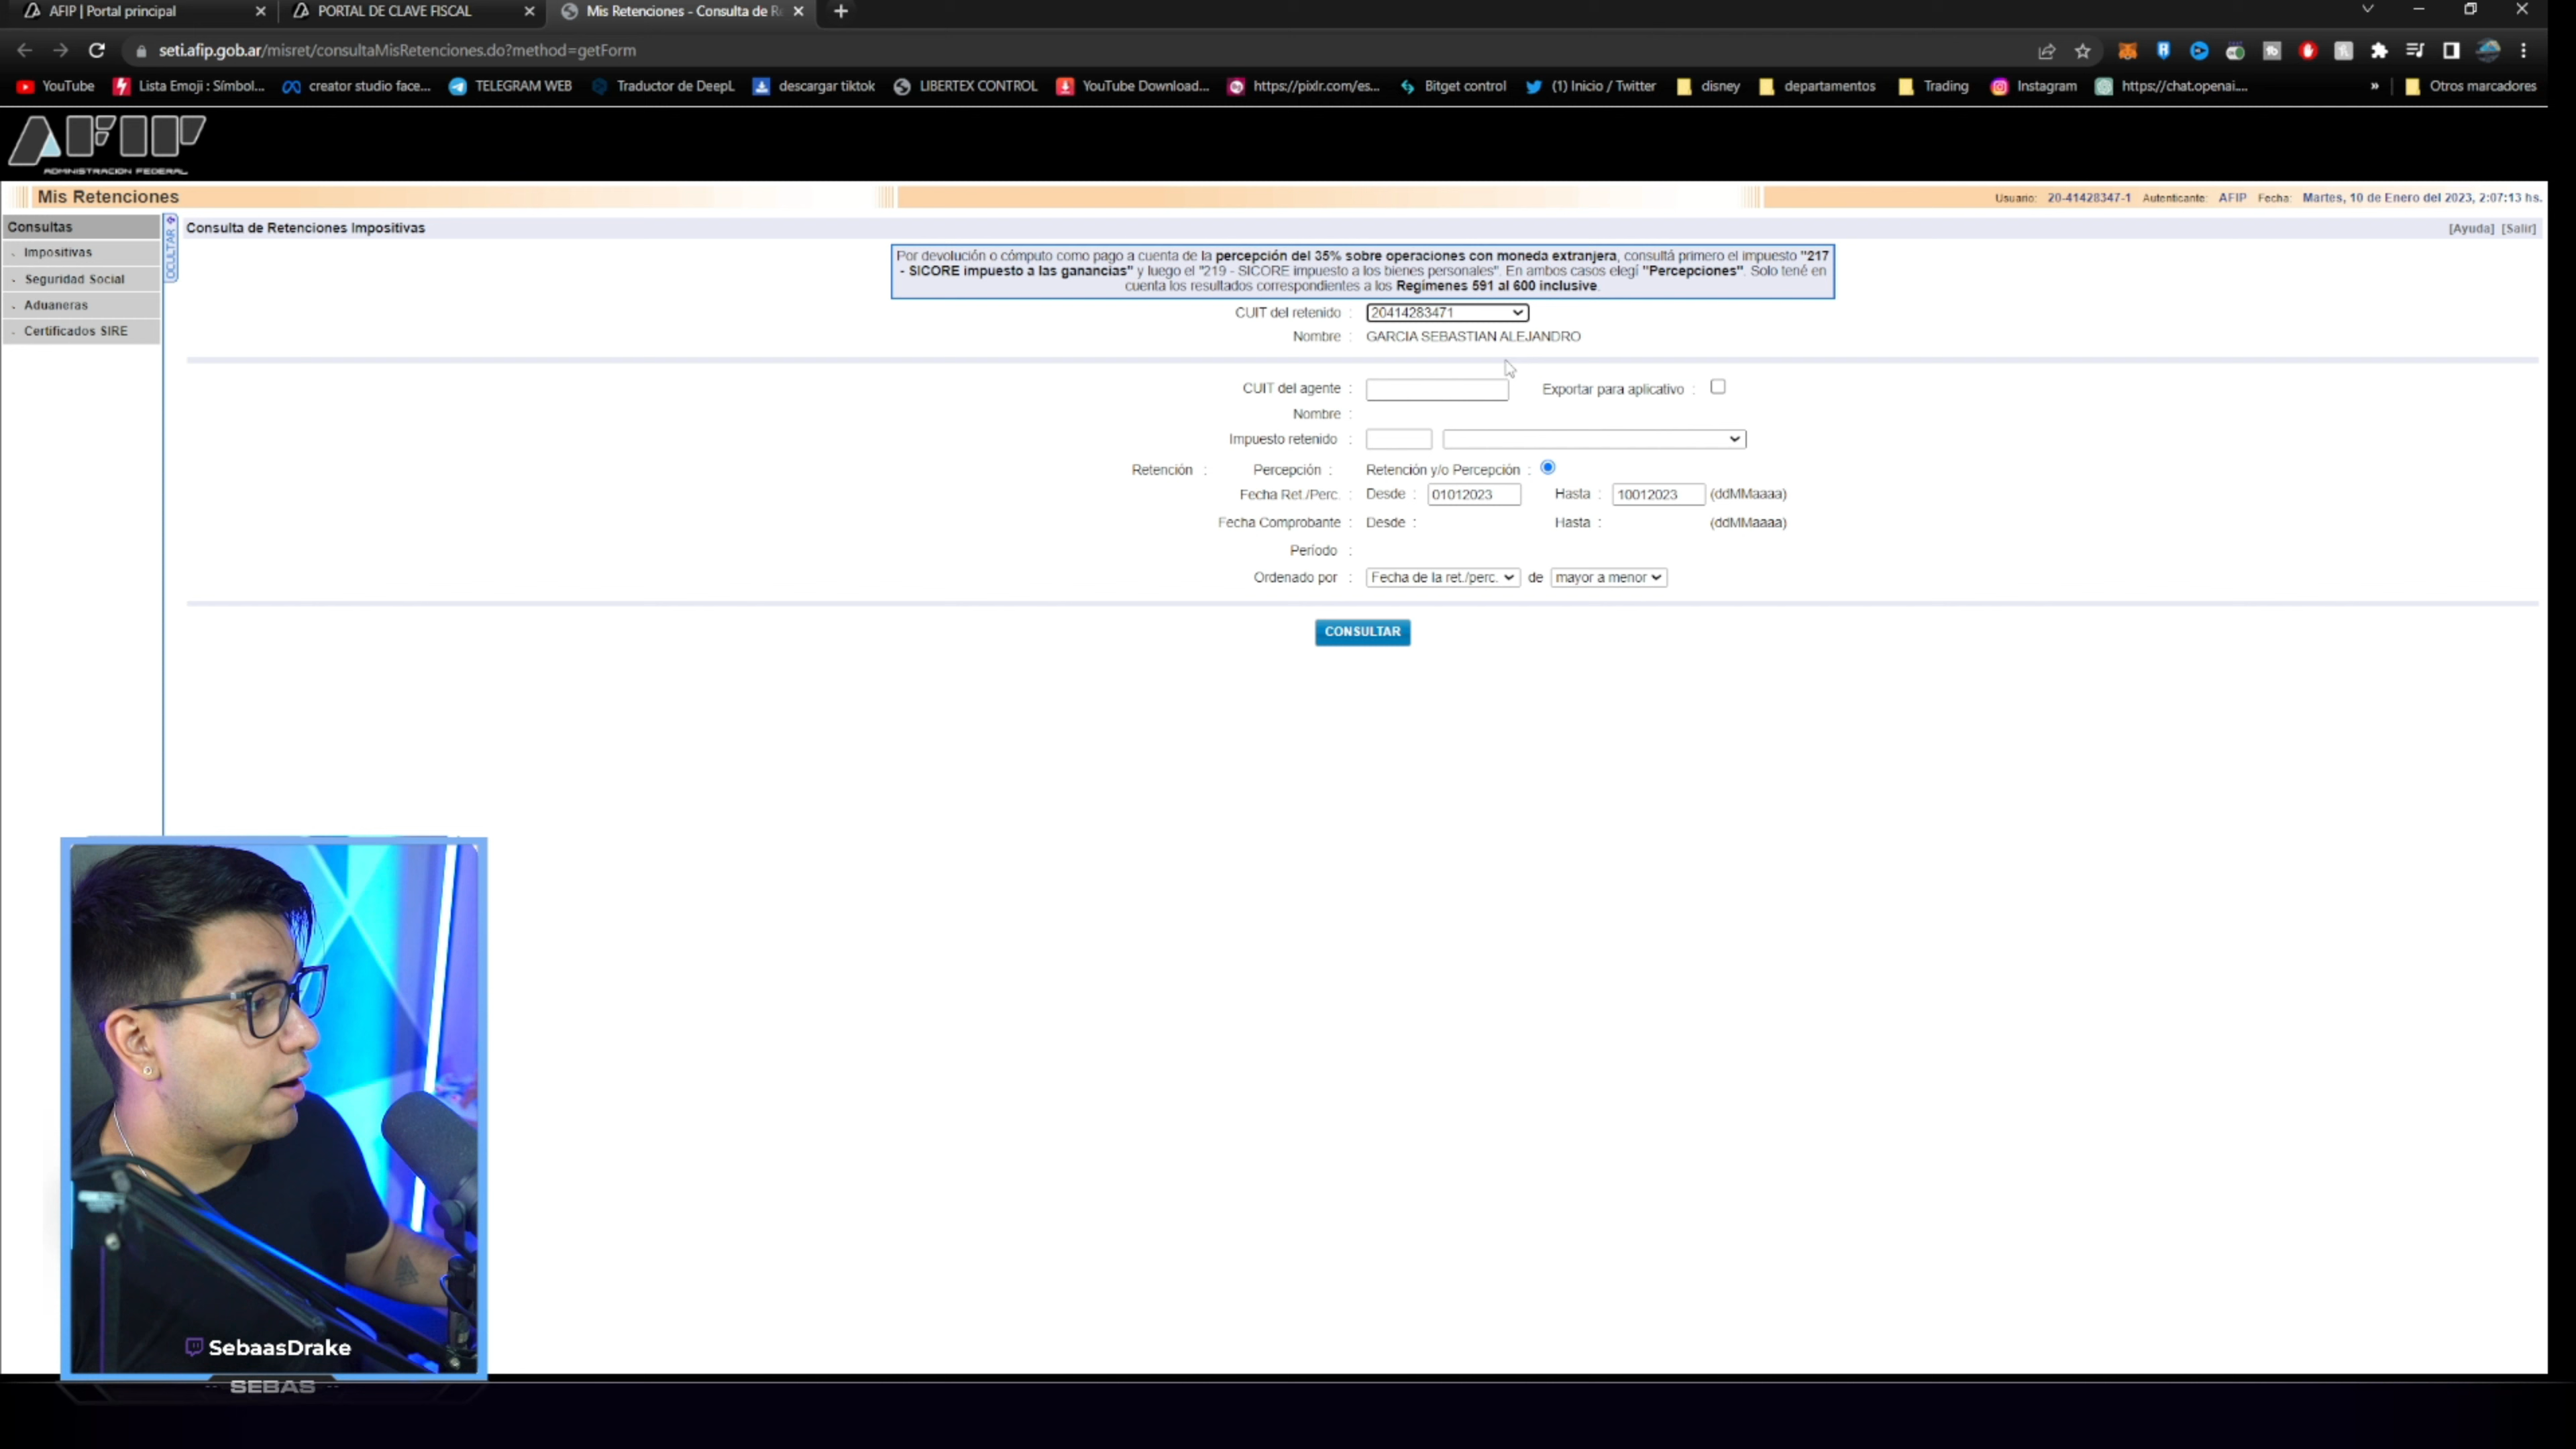 AFIP | Portal principal
PORTAL DE CLAVE FISCAL
Mis Retenciones - Consulta de Re
seti.afip.gob.ar/misret/consultaMisRetenciones.do?method=getForm
YouTube
Lista Emoji : Símbol...
creator studio face...
TELEGRAM WEB
Traductor de DeepL
descargar tiktok
LIBERTEX CONTROL
YouTube Download...
https://pixlr.com/es...
Bitget control
(1) Inicio / Twitter
disney
departamentos
Trading
Instagram
https://chat.openai....
»
Otros marcadores
AFIP
ADMINISTRACION FEDERAL
Mis Retenciones
Usuario: 20-41428347-1 Autenticante: AFIP Fecha: Martes, 10 de Enero del 2023, 2:07:13 hs.
Consultas
Impositivas
Seguridad Social
Aduaneras
Certificados SIRE
OCULTAR
Consulta de Retenciones Impositivas
[Ayuda] [Salir]
Por devolución o cómputo como pago a cuenta de la percepción del 35% sobre operaciones con moneda extranjera, consultá primero el impuesto "217
- SICORE impuesto a las ganancias" y luego el "219 - SICORE impuesto a los bienes personales". En ambos casos elegí "Percepciones". Solo tené en
cuenta los resultados correspondientes a los Regímenes 591 al 600 inclusive.
CUIT del retenido : 20414283471
Nombre : GARCIA SEBASTIAN ALEJANDRO
CUIT del agente : Exportar para aplicativo :
Nombre :
Impuesto retenido :
Retención : Percepción : Retención y/o Percepción :
Fecha Ret./Perc. : Desde : 01012023 Hasta : 10012023 (ddMMaaaa)
Fecha Comprobante : Desde : Hasta : (ddMMaaaa)
Período :
Ordenado por : Fecha de la ret./perc. de mayor a menor
CONSULTAR
SebaasDrake
SEBAS